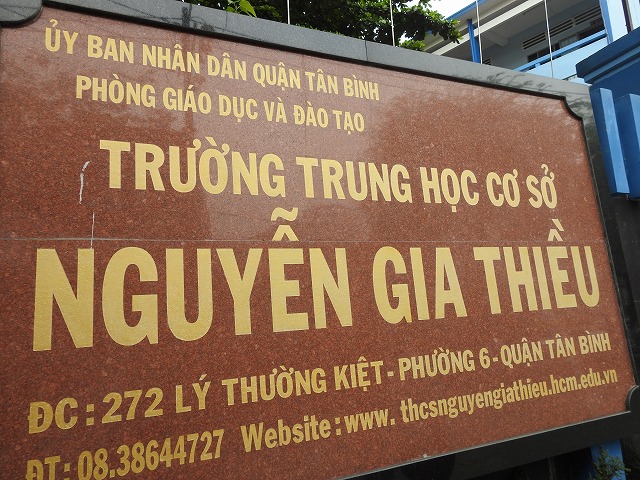 ỦY BAN NHÂN DÂN QUẬN TÂN BÌNH
PHÒNG GIÁO DỤC VÀ ĐÀO TẠO
TRƯỜNG TRUNG HỌC CƠ SỞ
NGUYỄN GIA THIỀU
ĐC : 272 LÝ THƯỜNG KIỆT - PHƯỜNG 6 - QUẬN TÂN BÌNH
ĐT : 08.38644727 Website : www. thcsnguyengiathieu.hcm.edu.vn